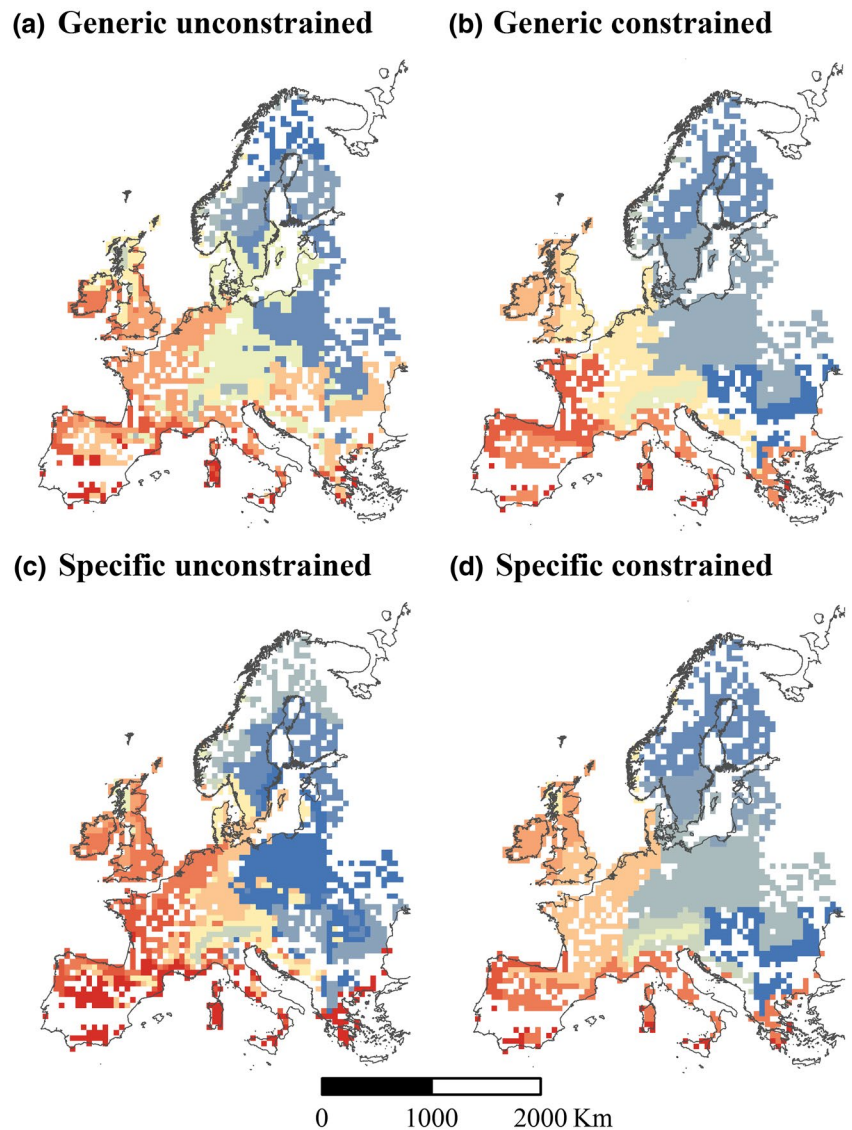 (a) Generic unconstrained
(b) Generic constrained
(c) Specific unconstrained
(d) Specific constrained
0 1000 2000 Km